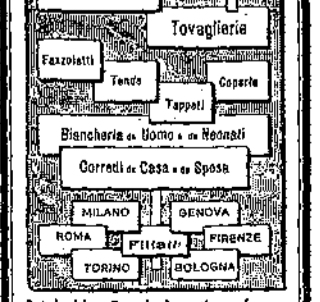 Tovaglierie
Fazzoletti
Tende
Coperte
Tappeti
Biancheria da Uomo e da Neonati
Corredi da Casa e da Sposa
MILANO
GENOVA
ROMA
Filiali
FIRENZE
TORINO
BOLOGNA